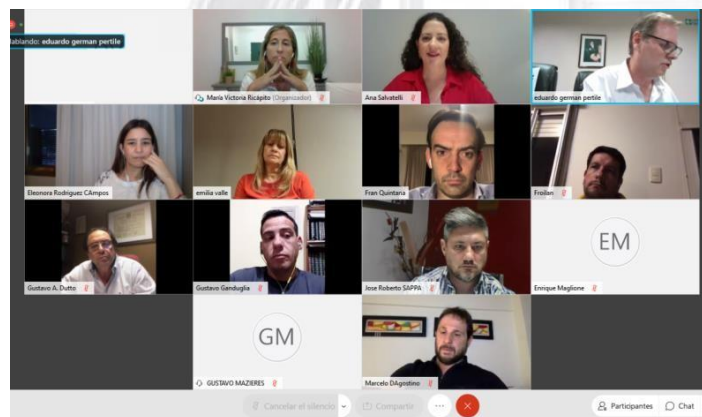 Hablando: eduardo german pertile
María Victoria Ricápito (Organizador)
Ana Salvatelli
eduardo german pertile
Eleonora Rodriguez CAmpos
emilia valle
Fran Quintana
Froilan
Gustavo A. Dutto
Gustavo Ganduglia
Jose Roberto SAPPA
EM
Enrique Maglione
GM
GUSTAVO MAZIERES
Marcelo DAgostino
Cancelar el silencio
Compartir
Participantes
Chat